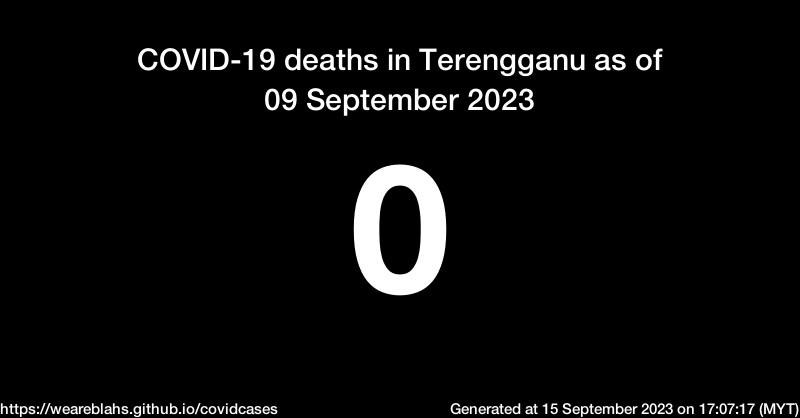 COVID-19 deaths in Terengganu as of
09 September 2023
0
https://weareblahs.github.io/covidcases
Generated at 15 September 2023 on 17:07:17 (MYT)